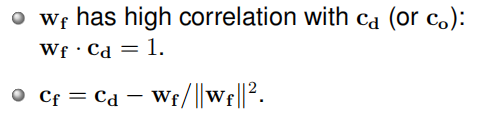 w_f has high correlation with c_d (or c_o):
w_f · c_d = 1.
c_f = c_d − w_f/||w_f||².